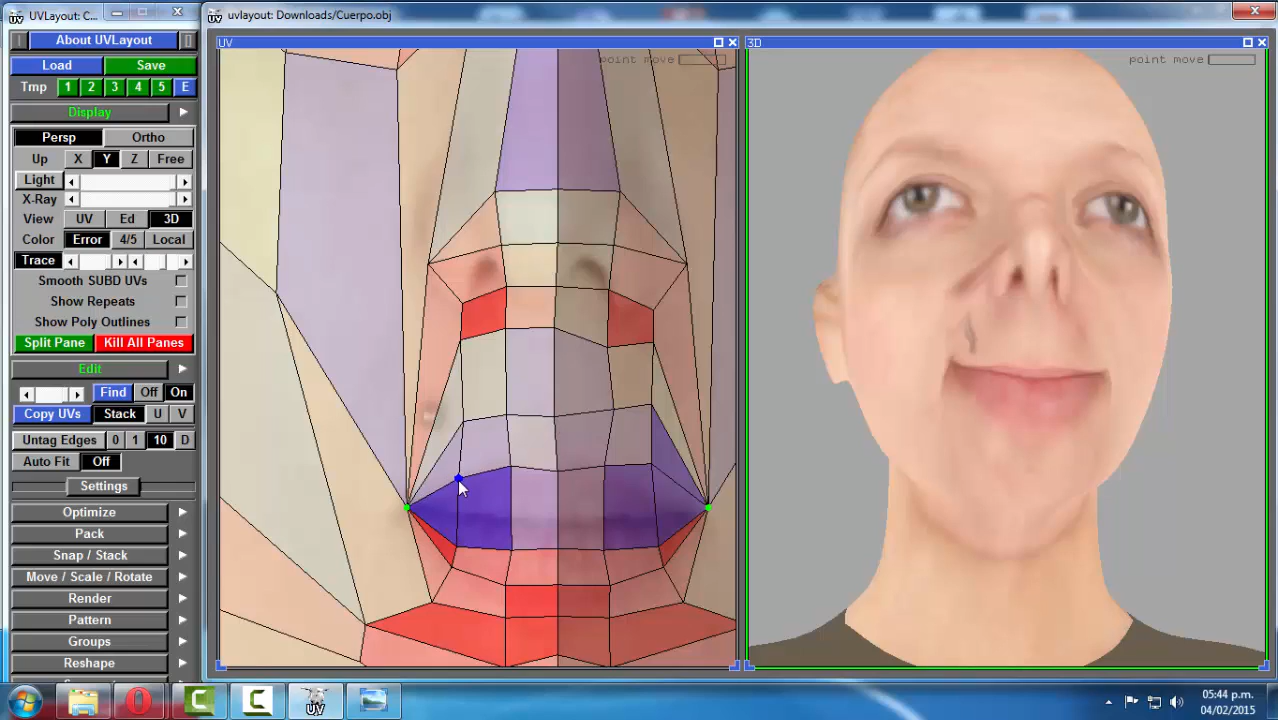 UVLayout: C...
uvlayout: Downloads/Cuerpo.obj
About UVLayout
Load Save
Tmp 1 2 3 4 5 E
Display
Persp Ortho
Up X Y Z Free
Light
X-Ray
View UV Ed 3D
Color Error 4/5 Local
Trace
Smooth SUBD UVs
Show Repeats
Show Poly Outlines
Split Pane Kill All Panes
Edit
Find Off On
Copy UVs Stack U V
Untag Edges 0 1 10 D
Auto Fit Off
Settings
Optimize
Pack
Snap / Stack
Move / Scale / Rotate
Render
Pattern
Groups
Reshape
UV
point move
3D
point move
UV
05:44 p.m.
04/02/2015